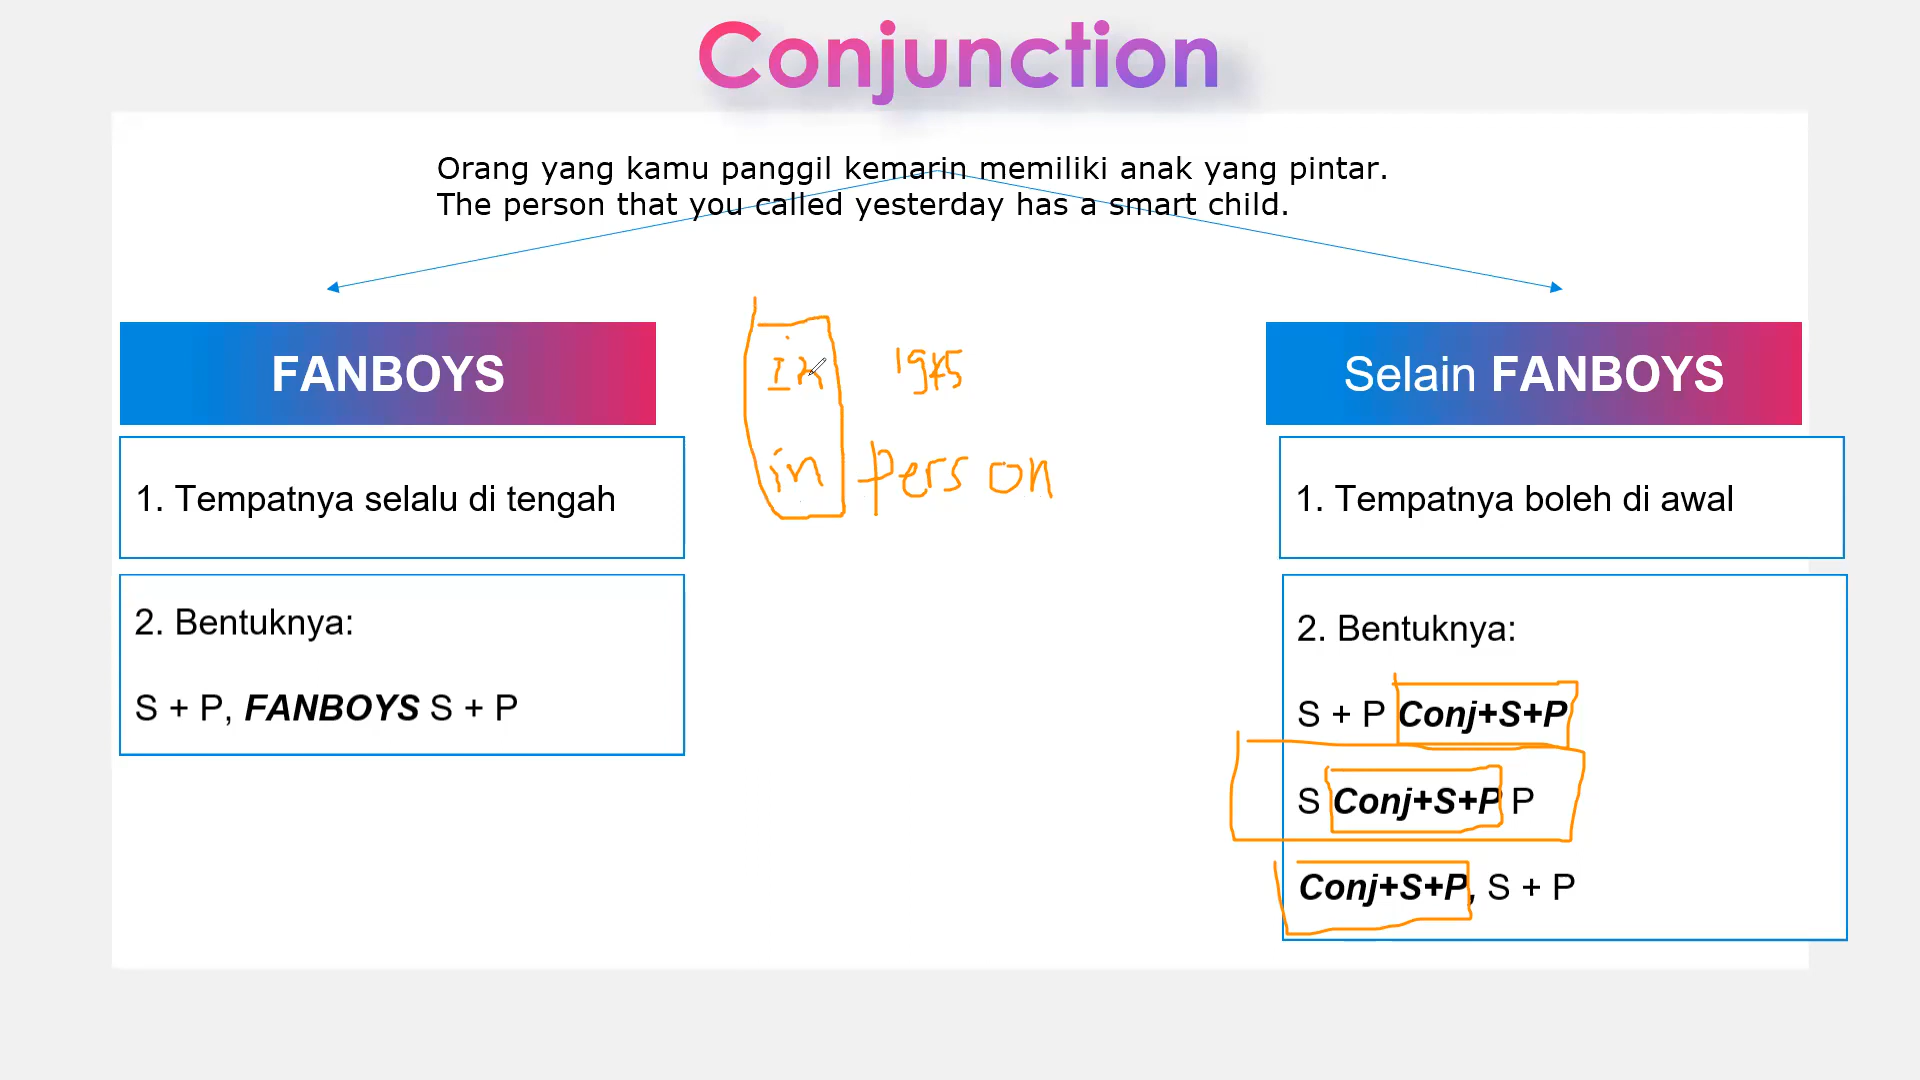 Conjunction
Orang yang kamu panggil kemarin memiliki anak yang pintar.
The person that you called yesterday has a smart child.
FANBOYS
1. Tempatnya selalu di tengah
2. Bentuknya:
S + P, FANBOYS S + P
in 1945
in person
Selain FANBOYS
1. Tempatnya boleh di awal
2. Bentuknya:
S + P Conj+S+P
S Conj+S+P P
Conj+S+P, S + P